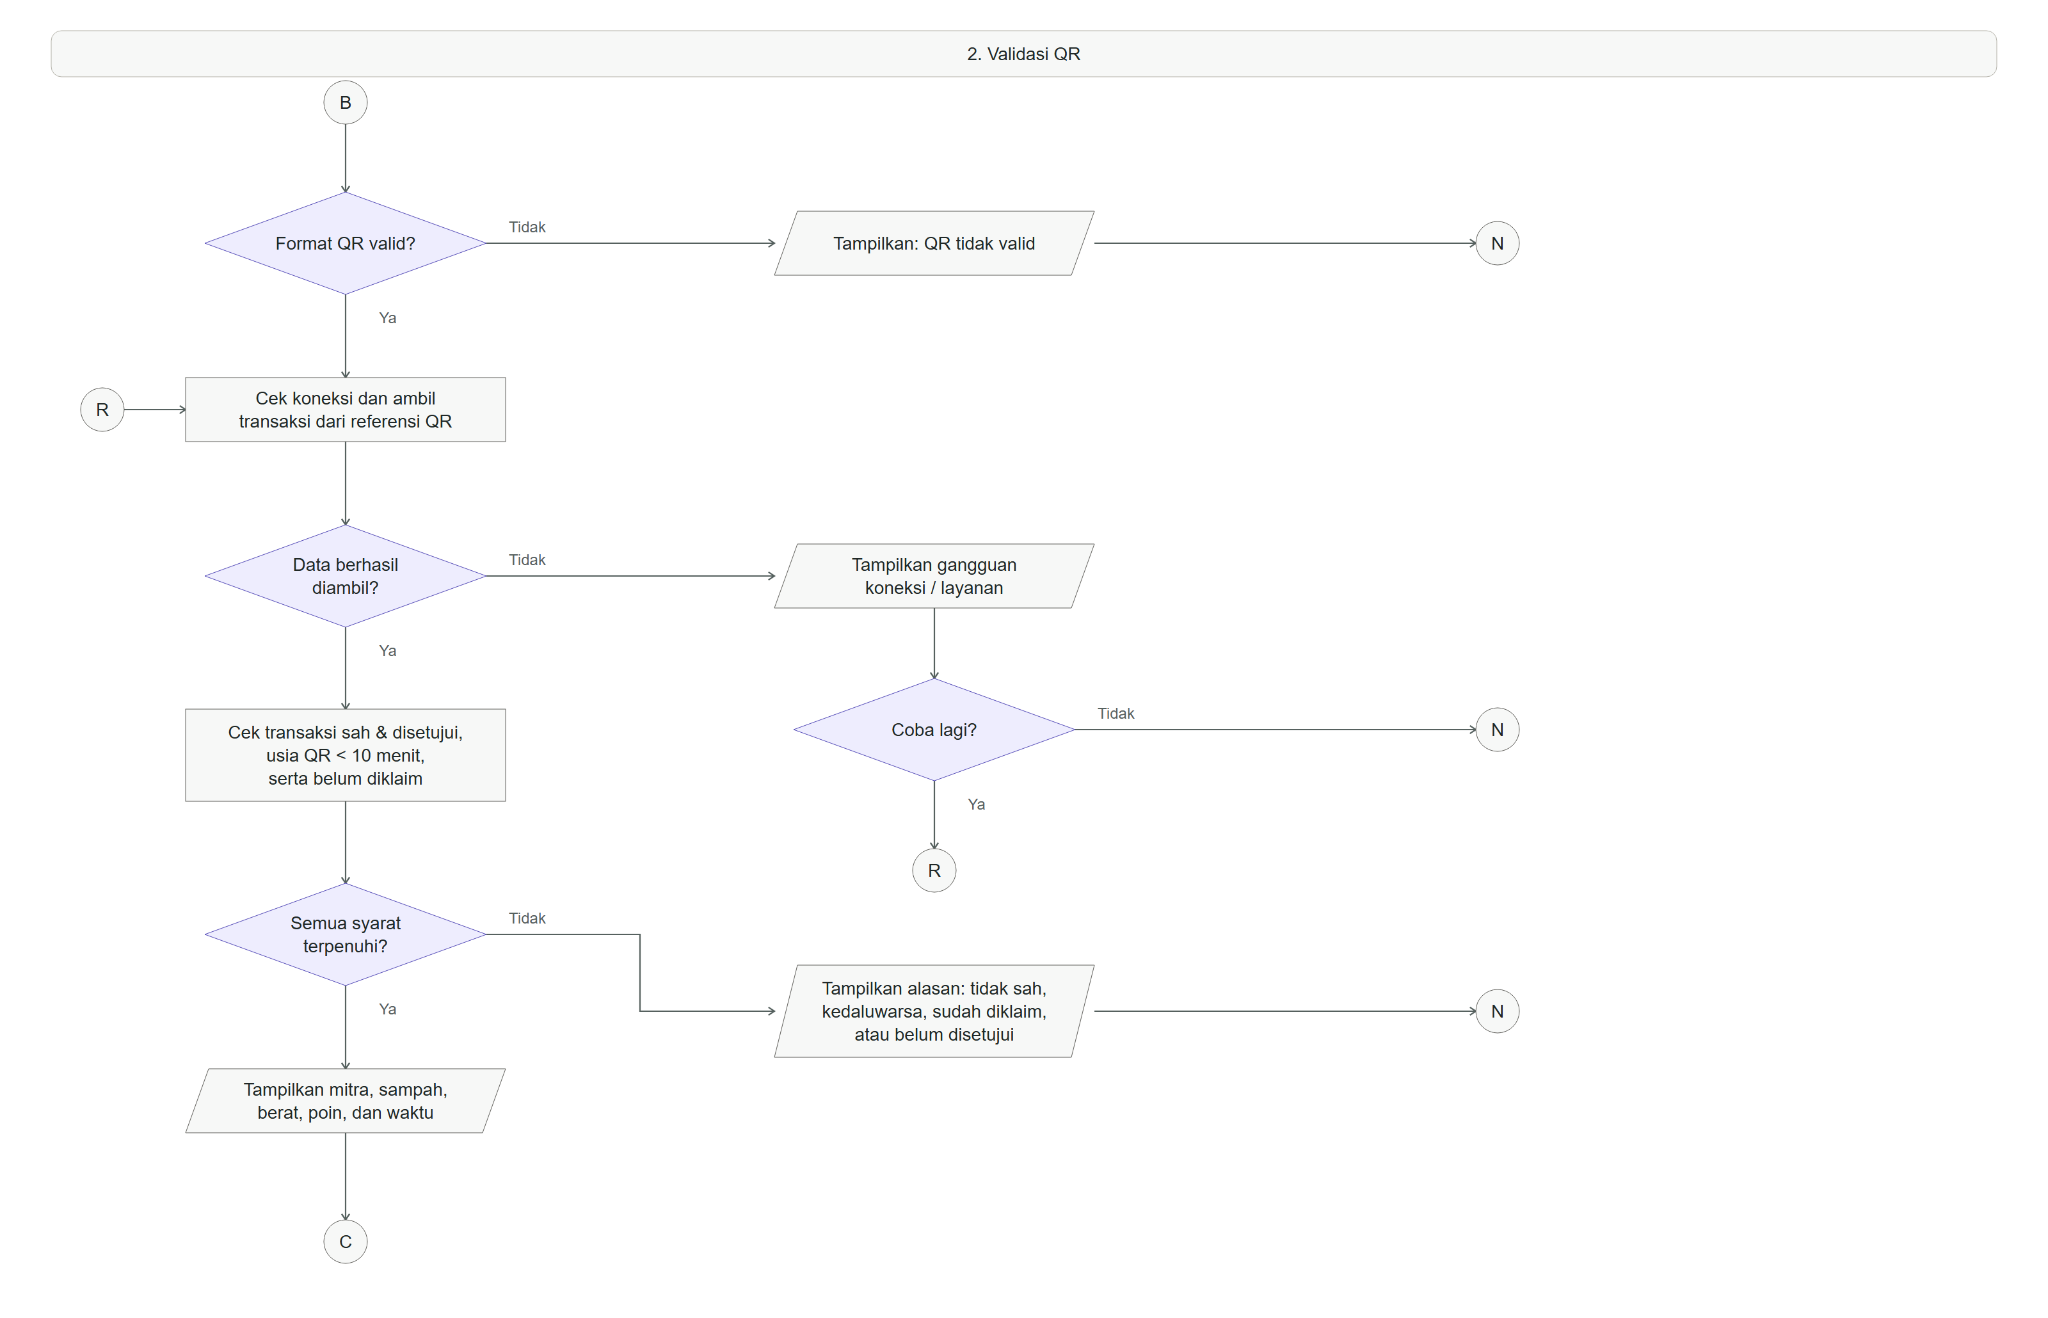 2. Validasi QR
B
Format QR valid?
Tidak
Tampilkan: QR tidak valid
N
Ya
R
Cek koneksi dan ambil
transaksi dari referensi QR
Data berhasil
diambil?
Tidak
Tampilkan gangguan
koneksi / layanan
Ya
Cek transaksi sah & disetujui,
usia QR < 10 menit,
serta belum diklaim
Coba lagi?
Tidak
N
Ya
R
Semua syarat
terpenuhi?
Tidak
Tampilkan alasan: tidak sah,
kedaluwarsa, sudah diklaim,
atau belum disetujui
N
Ya
Tampilkan mitra, sampah,
berat, poin, dan waktu
C